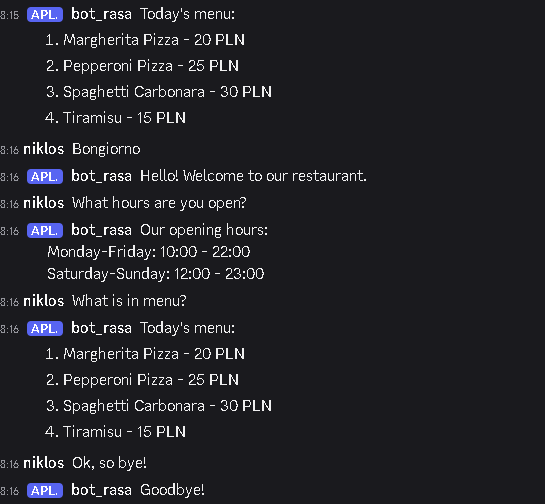 8:15 APL. bot_rasa Today's menu:
1. Margherita Pizza - 20 PLN
2. Pepperoni Pizza - 25 PLN
3. Spaghetti Carbonara - 30 PLN
4. Tiramisu - 15 PLN
8:16 niklos Bongiorno
8:16 APL. bot_rasa Hello! Welcome to our restaurant.
8:16 niklos What hours are you open?
8:16 APL. bot_rasa Our opening hours:
Monday-Friday: 10:00 - 22:00
Saturday-Sunday: 12:00 - 23:00
8:16 niklos What is in menu?
8:16 APL. bot_rasa Today's menu:
1. Margherita Pizza - 20 PLN
2. Pepperoni Pizza - 25 PLN
3. Spaghetti Carbonara - 30 PLN
4. Tiramisu - 15 PLN
8:16 niklos Ok, so bye!
8:16 APL. bot_rasa Goodbye!